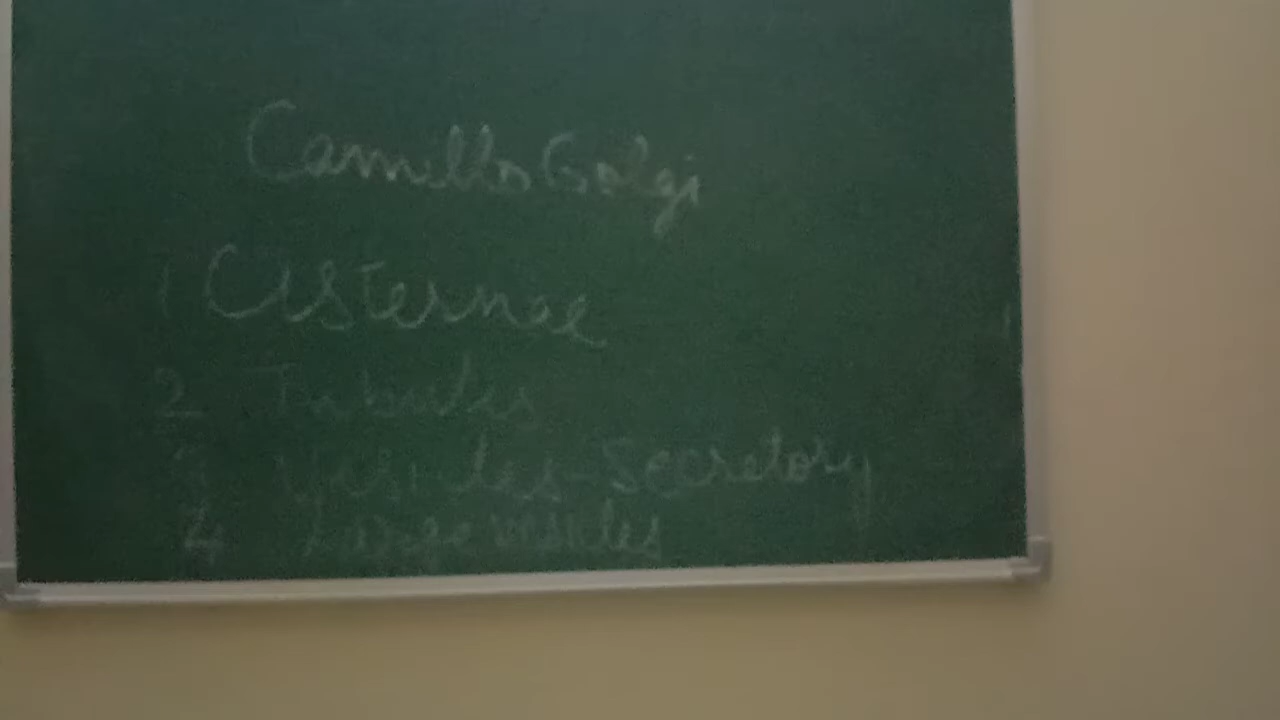 Camillo Golgi
1 Cisternae
2 Tubules
3 Vesicles-Secretory
4 Large vesicles